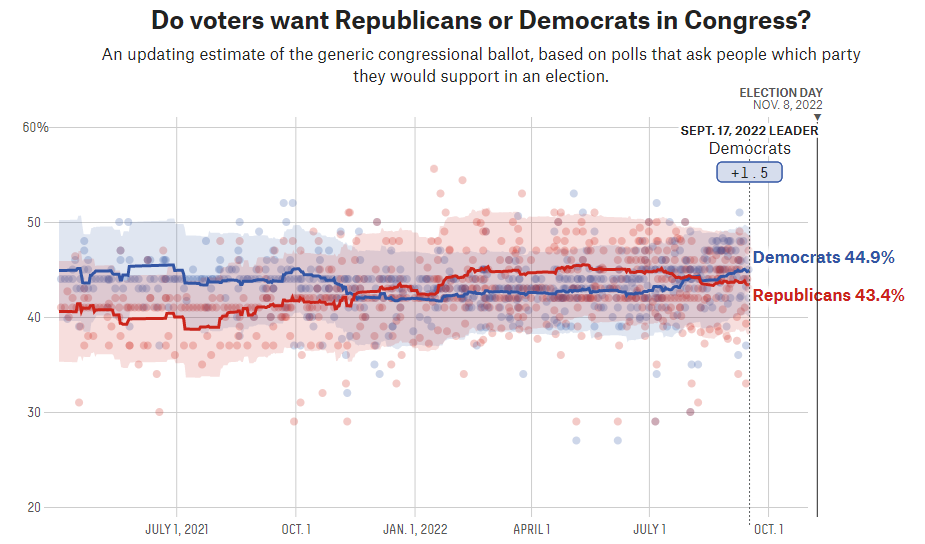 Do voters want Republicans or Democrats in Congress?
An updating estimate of the generic congressional ballot, based on polls that ask people which party
they would support in an election.
ELECTION DAY
NOV. 8, 2022
60%
SEPT. 17, 2022 LEADER
Democrats
+1.5
50
Democrats 44.9%
Republicans 43.4%
40
30
20
JULY 1, 2021
OCT. 1
JAN. 1, 2022
APRIL 1
JULY 1
OCT. 1